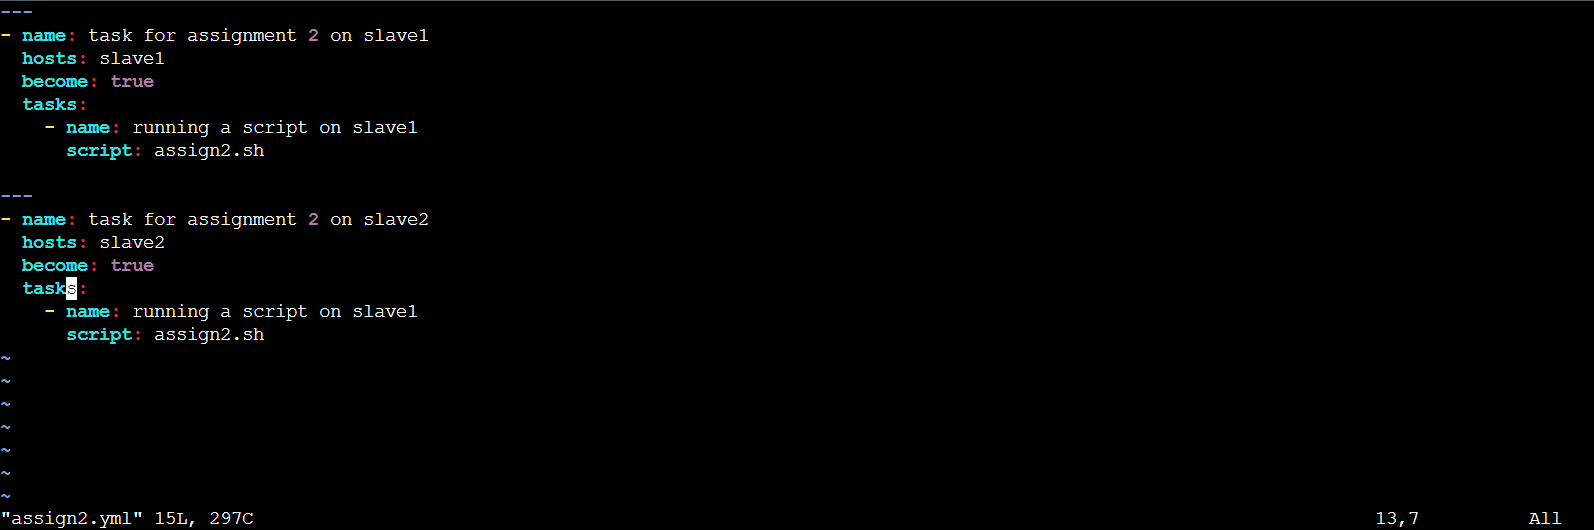 ---
- name: task for assignment 2 on slave1
  hosts: slave1
  become: true
  tasks:
    - name: running a script on slave1
      script: assign2.sh

---
- name: task for assignment 2 on slave2
  hosts: slave2
  become: true
  tasks:
    - name: running a script on slave1
      script: assign2.sh
~
~
~
~
~
~
~
"assign2.yml" 15L, 297C 13,7 All